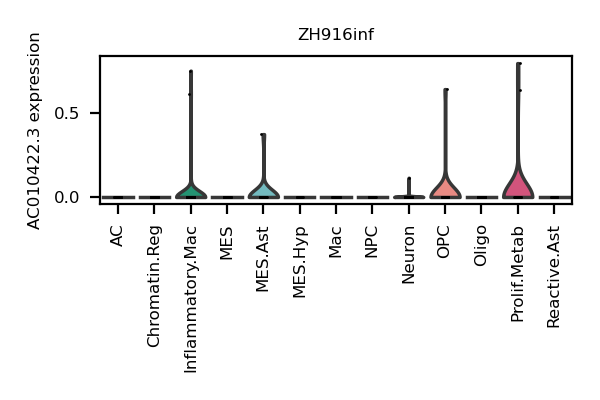 ZH916inf
AC010422.3 expression
0.5
0.0
AC
Chromatin.Reg
Inflammatory.Mac
MES
MES.Ast
MES.Hyp
Mac
NPC
Neuron
OPC
Oligo
Prolif.Metab
Reactive.Ast